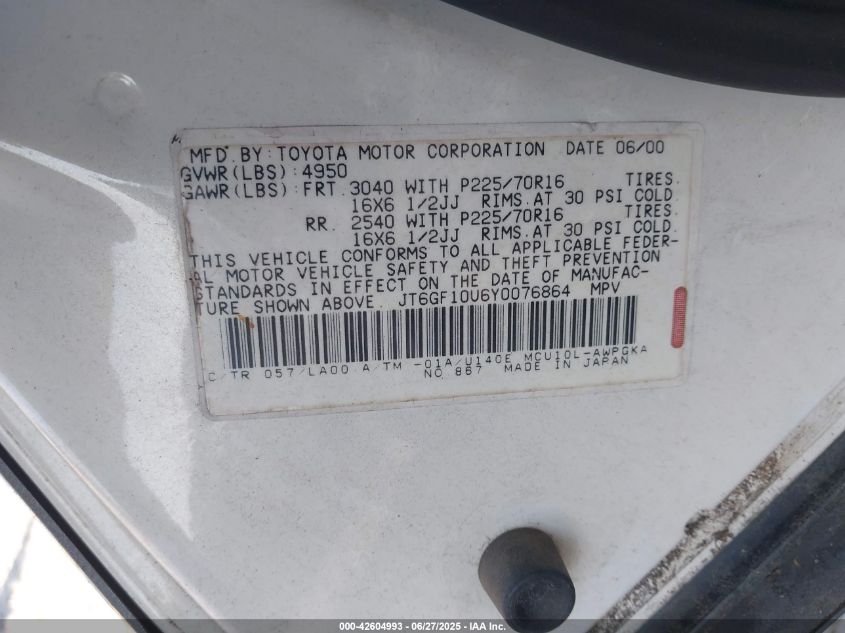 MFD. BY: TOYOTA MOTOR CORPORATION DATE 06/00
GVWR(LBS): 4950
GAWR(LBS): FRT. 3040 WITH P225/70R16 TIRES.
16X6 1/2JJ RIMS. AT 30 PSI COLD.
RR. 2540 WITH P225/70R16 TIRES.
16X6 1/2JJ RIMS. AT 30 PSI COLD.
THIS VEHICLE CONFORMS TO ALL APPLICABLE FEDER-
AL MOTOR VEHICLE SAFETY AND THEFT PREVENTION
STANDARDS IN EFFECT ON THE DATE OF MANUFAC-
TURE SHOWN ABOVE. JT6GF10U6Y0076864 MPV
C/TR 057/LA00 A/TM -01A/U140E MCU10L-AWPGKA
NO. 867 MADE IN JAPAN
000-42604993 - 06/27/2025 - IAA, Inc.